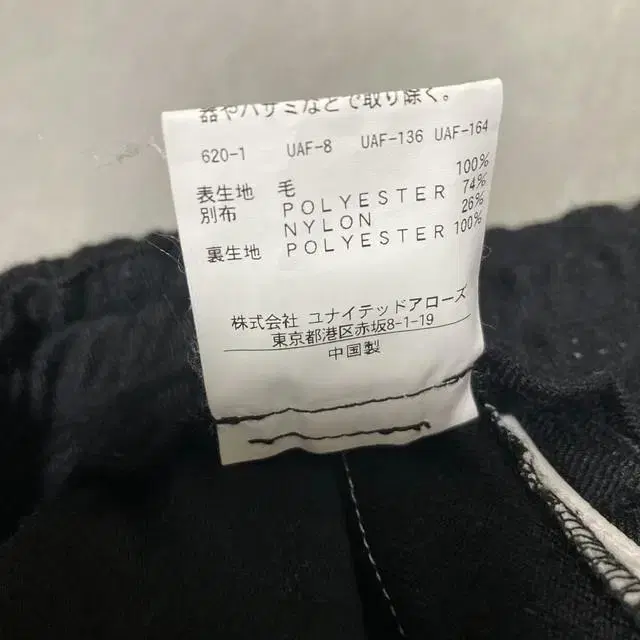 器やハサミなどで取り除く。
620-1 UAF-8 UAF-136 UAF-164
表生地 毛 100%
別布 POLYESTER 74%
NYLON 26%
裏生地 POLYESTER 100%
株式会社 ユナイテッドアローズ
東京都港区赤坂8-1-19
中国製